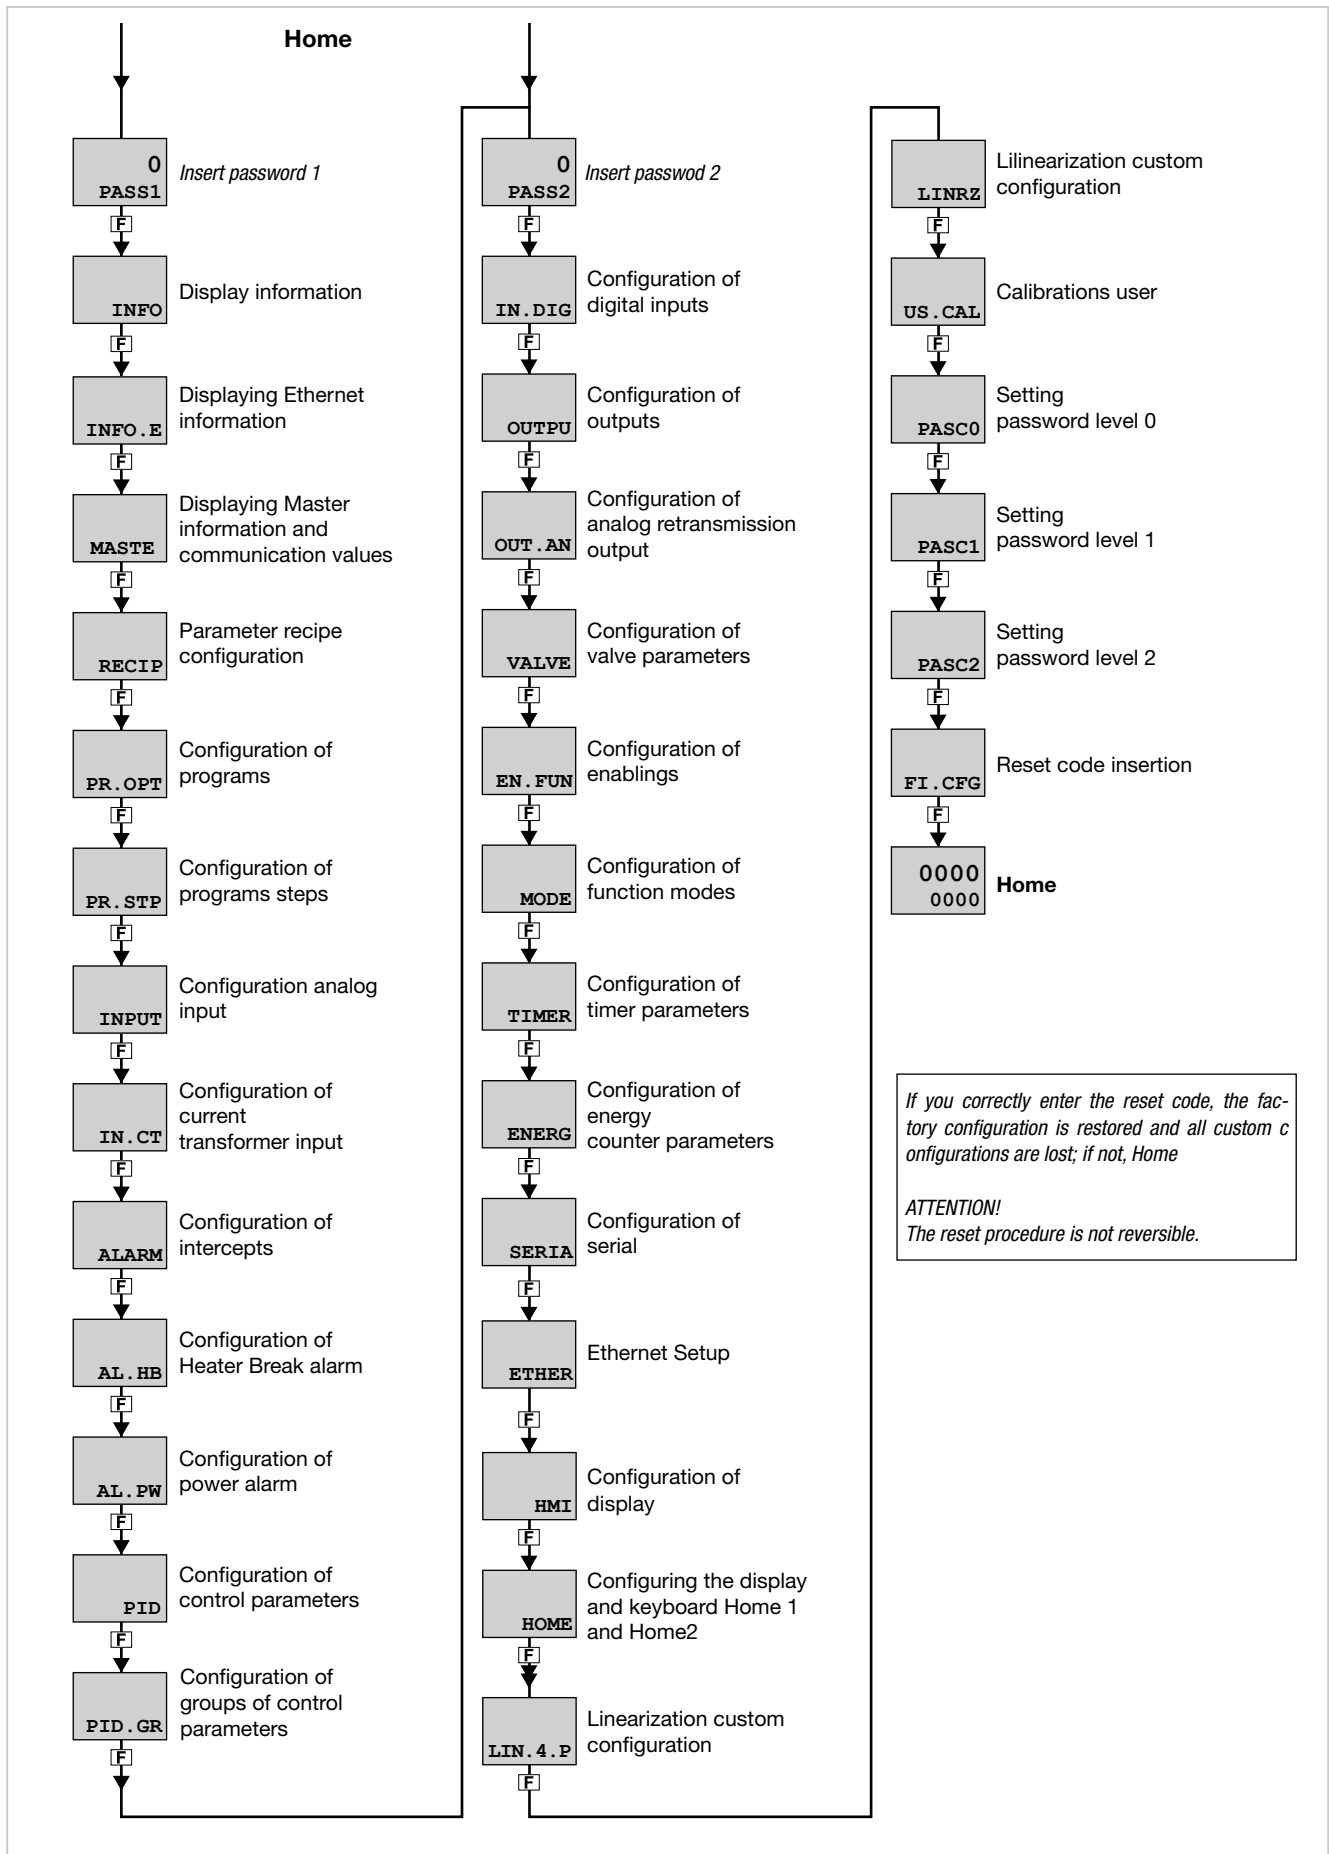 Home
0
PASS1
Insert password 1
F
INFO
Display information
F
INFO.E
Displaying Ethernet
information
F
MASTE
Displaying Master
information and
communication values
F
RECIP
Parameter recipe
configuration
F
PR.OPT
Configuration of
programs
F
PR.STP
Configuration of
programs steps
F
INPUT
Configuration analog
input
F
IN.CT
Configuration of
current
transformer input
F
ALARM
Configuration of
intercepts
F
AL.HB
Configuration of
Heater Break alarm
F
AL.PW
Configuration of
power alarm
F
PID
Configuration of
control parameters
F
PID.GR
Configuration of
groups of control
parameters
F
0
PASS2
Insert passwod 2
F
IN.DIG
Configuration of
digital inputs
F
OUTPU
Configuration of
outputs
F
OUT.AN
Configuration of
analog retransmission
output
F
VALVE
Configuration of
valve parameters
F
EN.FUN
Configuration of
enablings
F
MODE
Configuration of
function modes
F
TIMER
Configuration of
timer parameters
F
ENERG
Configuration of
energy
counter parameters
F
SERIA
Configuration of
serial
F
ETHER
Ethernet Setup
F
HMI
Configuration of
display
F
HOME
Configuring the display
and keyboard Home 1
and Home2
F
LIN.4.P
Linearization custom
configuration
F
LINRZ
Lilinearization custom
configuration
F
US.CAL
Calibrations user
F
PASC0
Setting
password level 0
F
PASC1
Setting
password level 1
F
PASC2
Setting
password level 2
F
FI.CFG
Reset code insertion
F
0000
0000
Home
If you correctly enter the reset code, the fac-
tory configuration is restored and all custom c
onfigurations are lost; if not, Home
ATTENTION!
The reset procedure is not reversible.